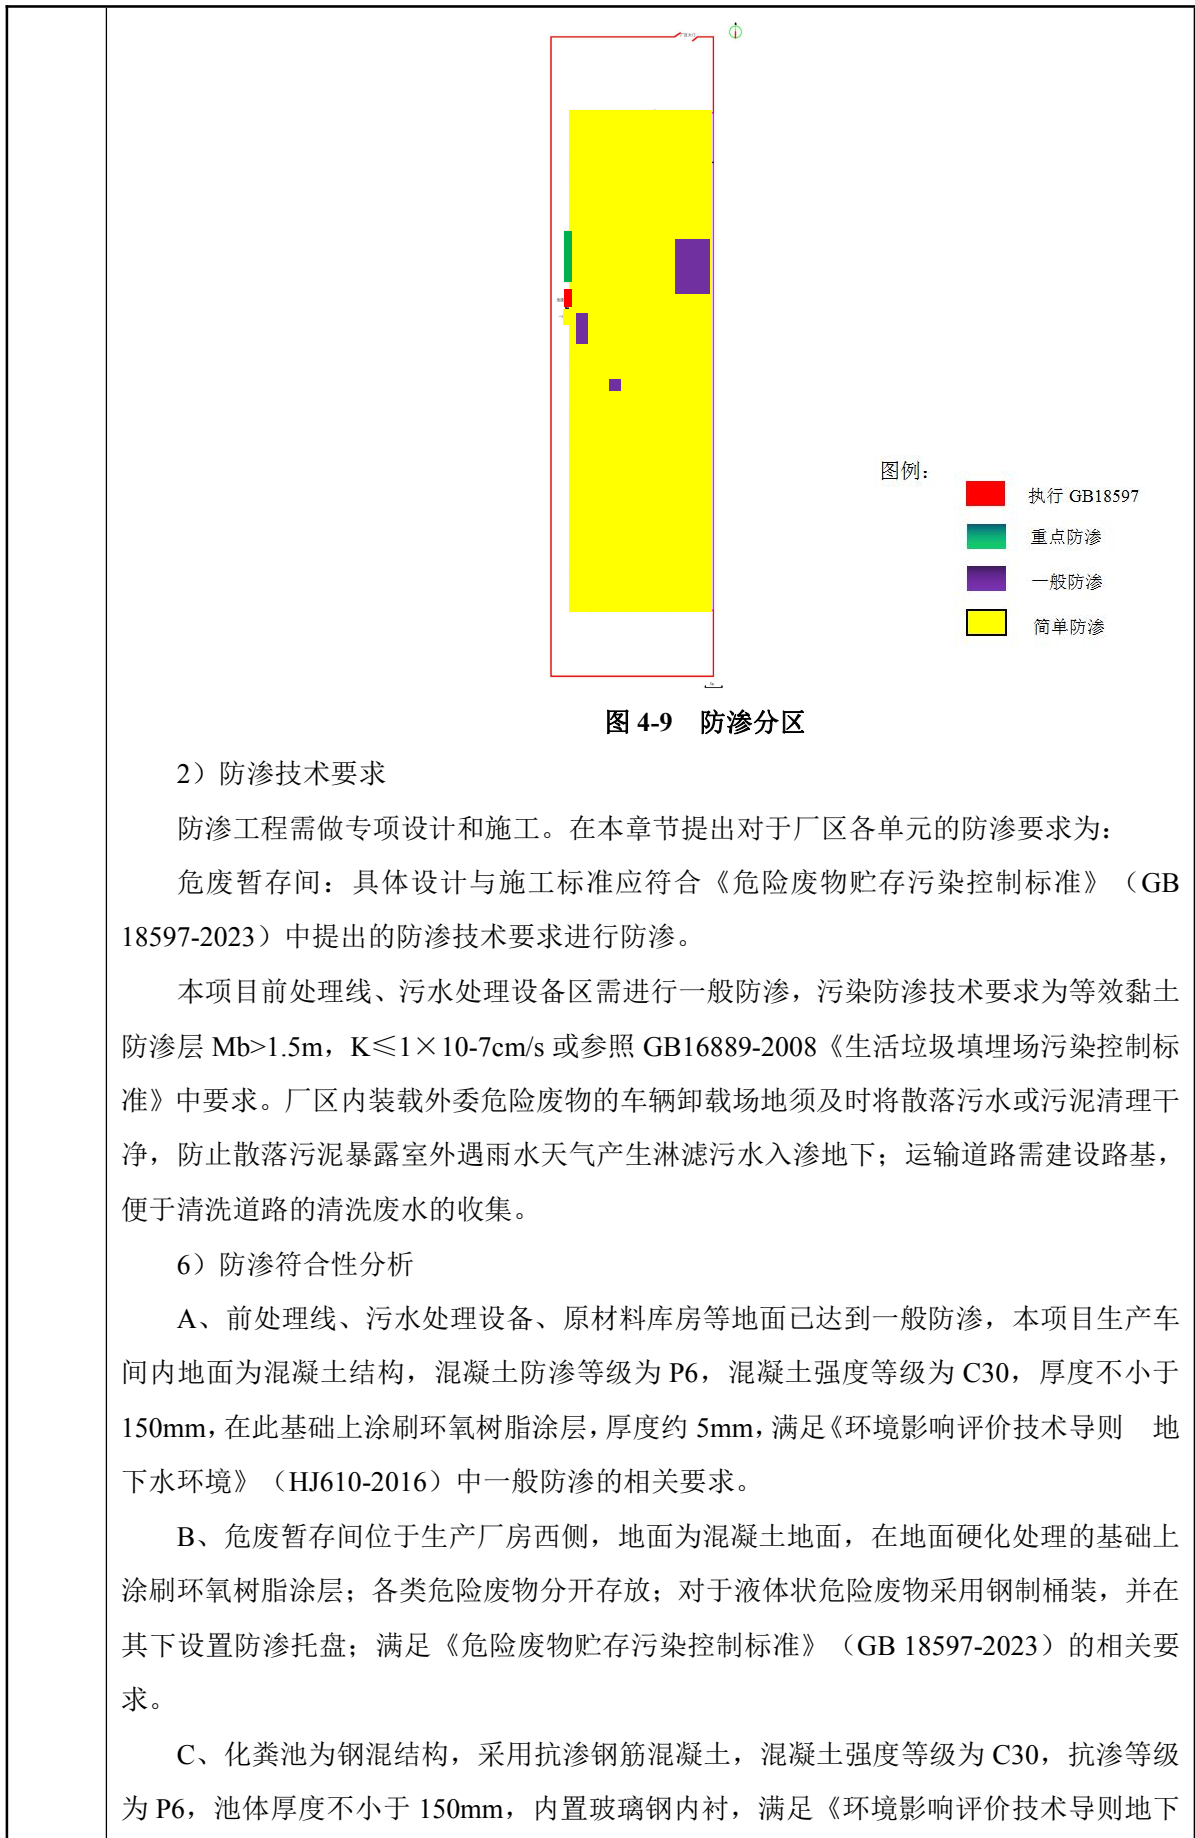 厂区大门
图例：
执行 GB18597
重点防渗
一般防渗
简单防渗
图 4-9　防渗分区
2）防渗技术要求
防渗工程需做专项设计和施工。在本章节提出对于厂区各单元的防渗要求为：
危废暂存间：具体设计与施工标准应符合《危险废物贮存污染控制标准》（GB
18597-2023）中提出的防渗技术要求进行防渗。
本项目前处理线、污水处理设备区需进行一般防渗，污染防渗技术要求为等效黏土
防渗层 Mb>1.5m，K≤1×10-7cm/s 或参照 GB16889-2008《生活垃圾填埋场污染控制标
准》中要求。厂区内装载外委危险废物的车辆卸载场地须及时将散落污水或污泥清理干
净，防止散落污泥暴露室外遇雨水天气产生淋滤污水入渗地下；运输道路需建设路基，
便于清洗道路的清洗废水的收集。
6）防渗符合性分析
A、前处理线、污水处理设备、原材料库房等地面已达到一般防渗，本项目生产车
间内地面为混凝土结构，混凝土防渗等级为 P6，混凝土强度等级为 C30，厚度不小于
150mm，在此基础上涂刷环氧树脂涂层，厚度约 5mm，满足《环境影响评价技术导则　地
下水环境》（HJ610-2016）中一般防渗的相关要求。
B、危废暂存间位于生产厂房西侧，地面为混凝土地面，在地面硬化处理的基础上
涂刷环氧树脂涂层；各类危险废物分开存放；对于液体状危险废物采用钢制桶装，并在
其下设置防渗托盘；满足《危险废物贮存污染控制标准》（GB 18597-2023）的相关要
求。
C、化粪池为钢混结构，采用抗渗钢筋混凝土，混凝土强度等级为 C30，抗渗等级
为 P6，池体厚度不小于 150mm，内置玻璃钢内衬，满足《环境影响评价技术导则地下